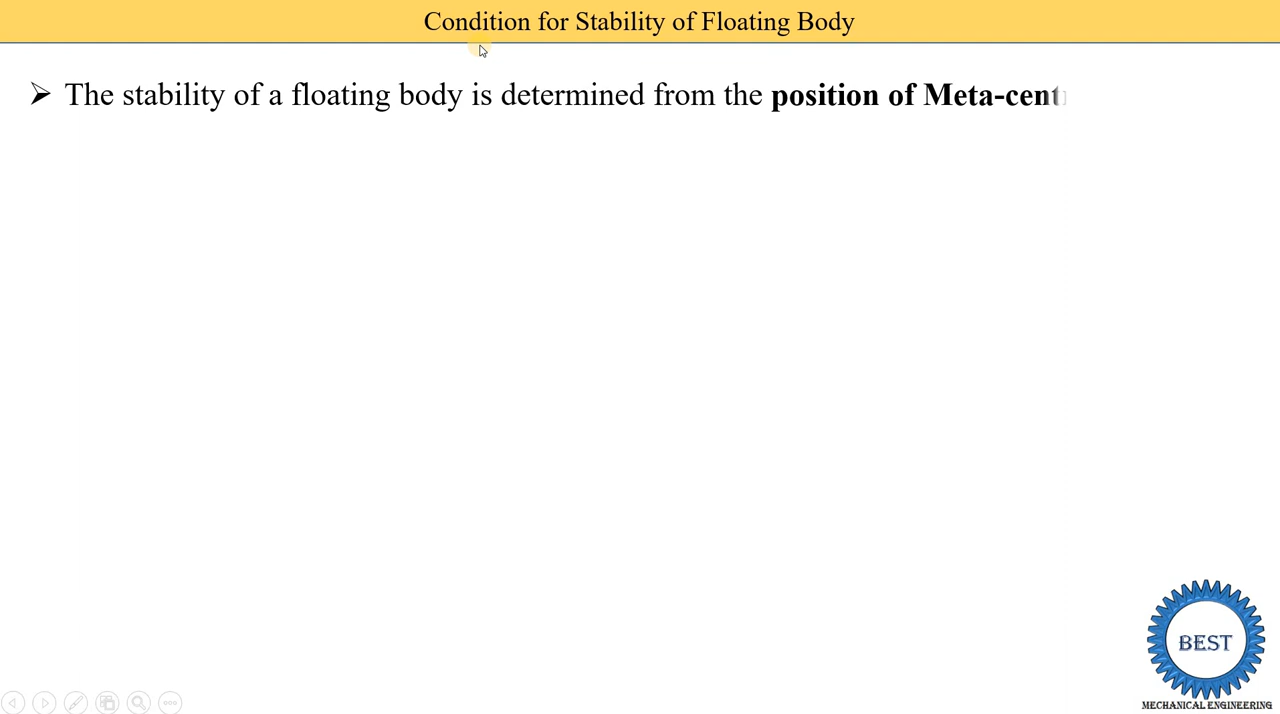 Condition for Stability of Floating Body
➢ The stability of a floating body is determined from the position of Meta-cent
BEST
MECHANICAL ENGINEERING